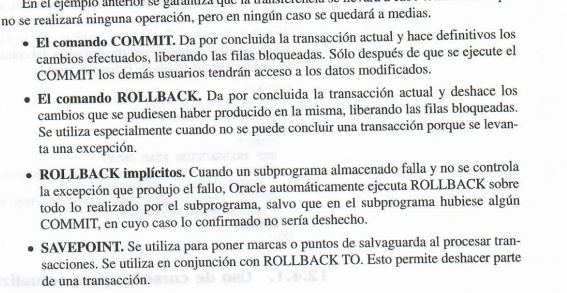 En el ejemplo anterior se garantiza que la transferencia se
no se realizará ninguna operación, pero en ningún caso se quedará a medias.
• El comando COMMIT. Da por concluida la transacción actual y hace definitivos los
cambios efectuados, liberando las filas bloqueadas. Sólo después de que se ejecute el
COMMIT los demás usuarios tendrán acceso a los datos modificados.
• El comando ROLLBACK. Da por concluida la transacción actual y deshace los
cambios que se pudiesen haber producido en la misma, liberando las filas bloqueadas.
Se utiliza especialmente cuando no se puede concluir una transacción porque se levan-
ta una excepción.
• ROLLBACK implícitos. Cuando un subprograma almacenado falla y no se controla
la excepción que produjo el fallo, Oracle automáticamente ejecuta ROLLBACK sobre
todo lo realizado por el subprograma, salvo que en el subprograma hubiese algún
COMMIT, en cuyo caso lo confirmado no sería deshecho.
• SAVEPOINT. Se utiliza para poner marcas o puntos de salvaguarda al procesar tran-
sacciones. Se utiliza en conjunción con ROLLBACK TO. Esto permite deshacer parte
de una transacción.